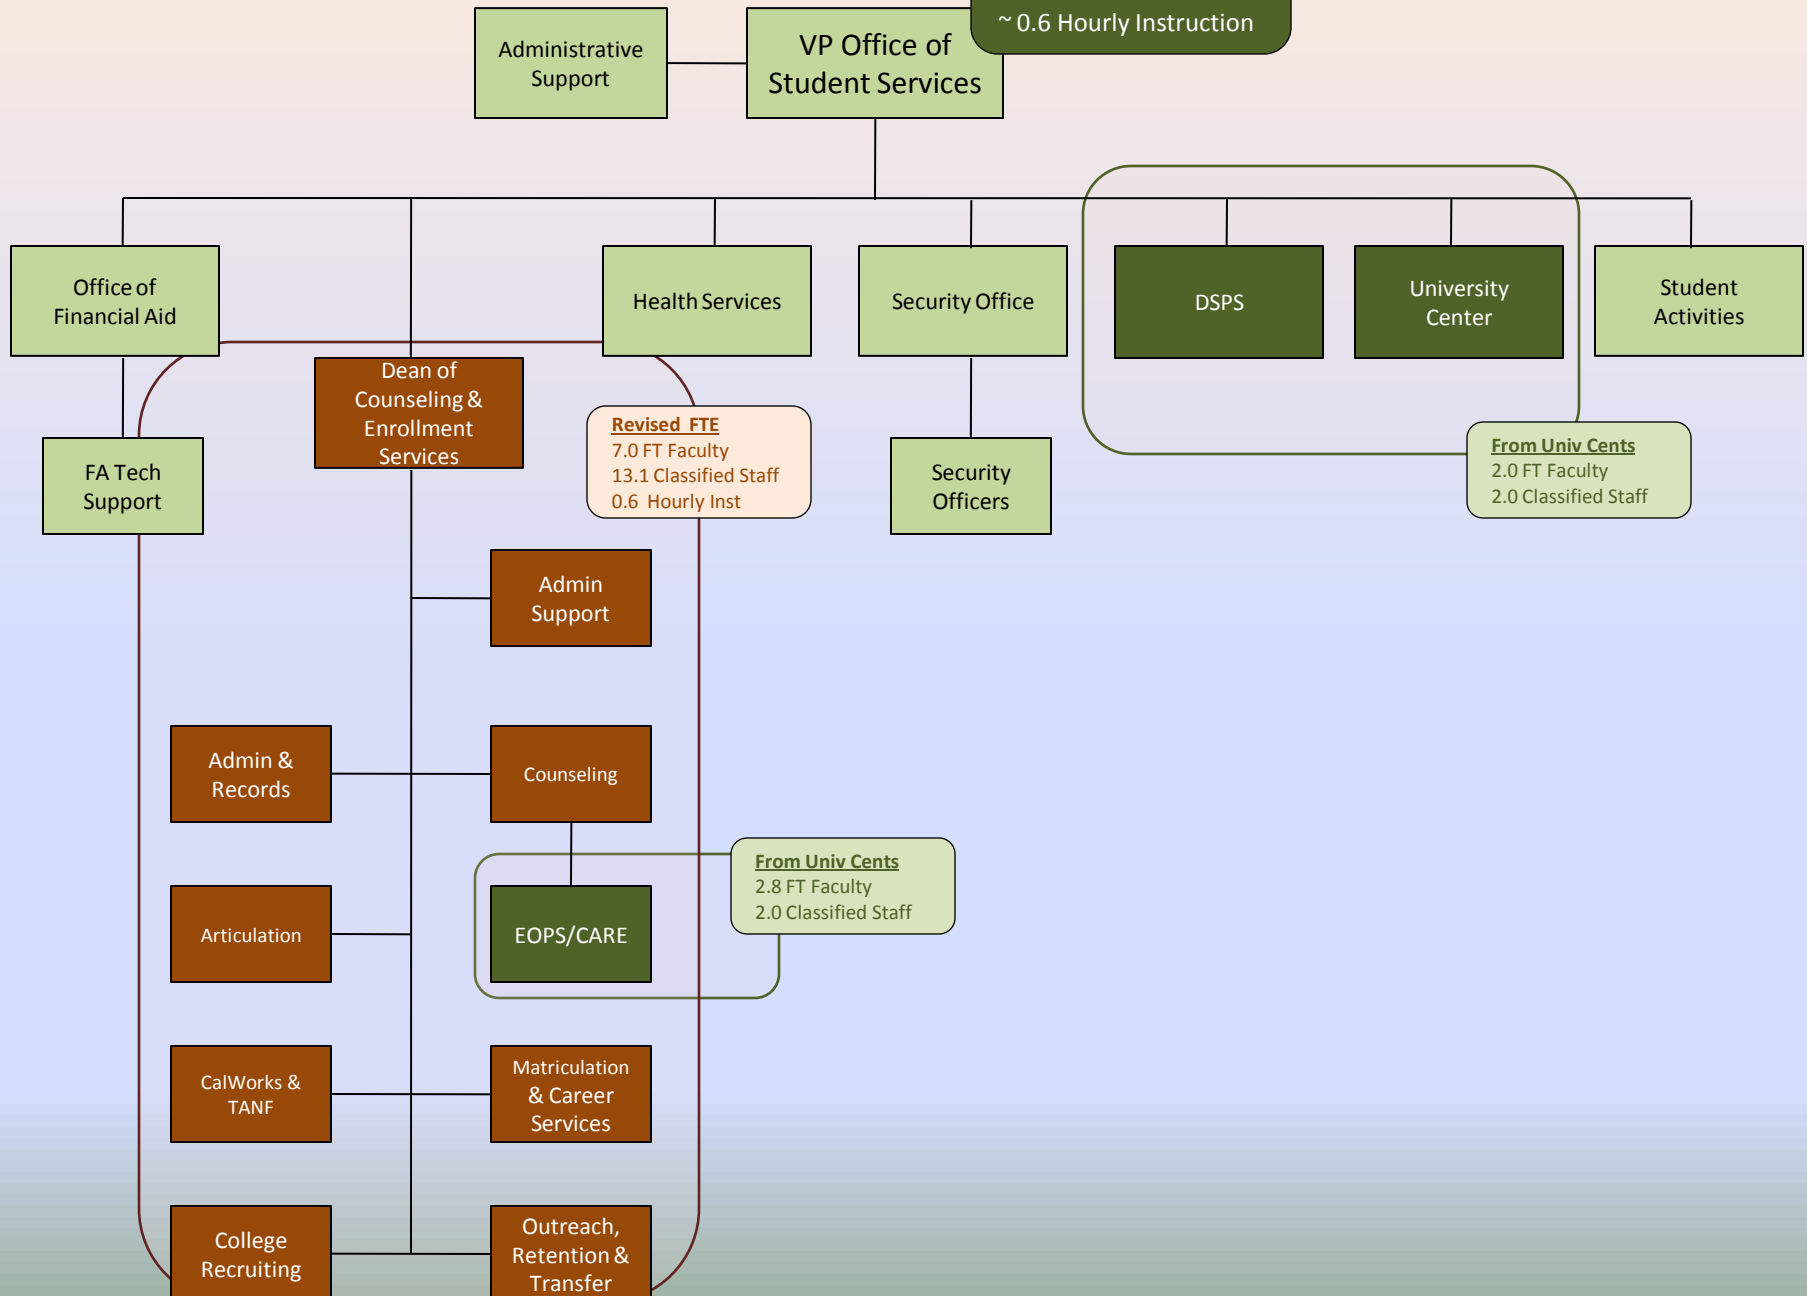 ~ 0.6 Hourly Instruction
Administrative
Support
VP Office of
Student Services
Office of
Financial Aid
Health Services
Security Office
DSPS
University
Center
Student
Activities
Dean of
Counseling &
Enrollment
Services
Revised FTE
7.0 FT Faculty
13.1 Classified Staff
0.6 Hourly Inst
From Univ Cents
2.0 FT Faculty
2.0 Classified Staff
FA Tech
Support
Security
Officers
Admin
Support
Admin &
Records
Counseling
From Univ Cents
2.8 FT Faculty
2.0 Classified Staff
Articulation
EOPS/CARE
CalWorks &
TANF
Matriculation
& Career
Services
College
Recruiting
Outreach,
Retention &
Transfer